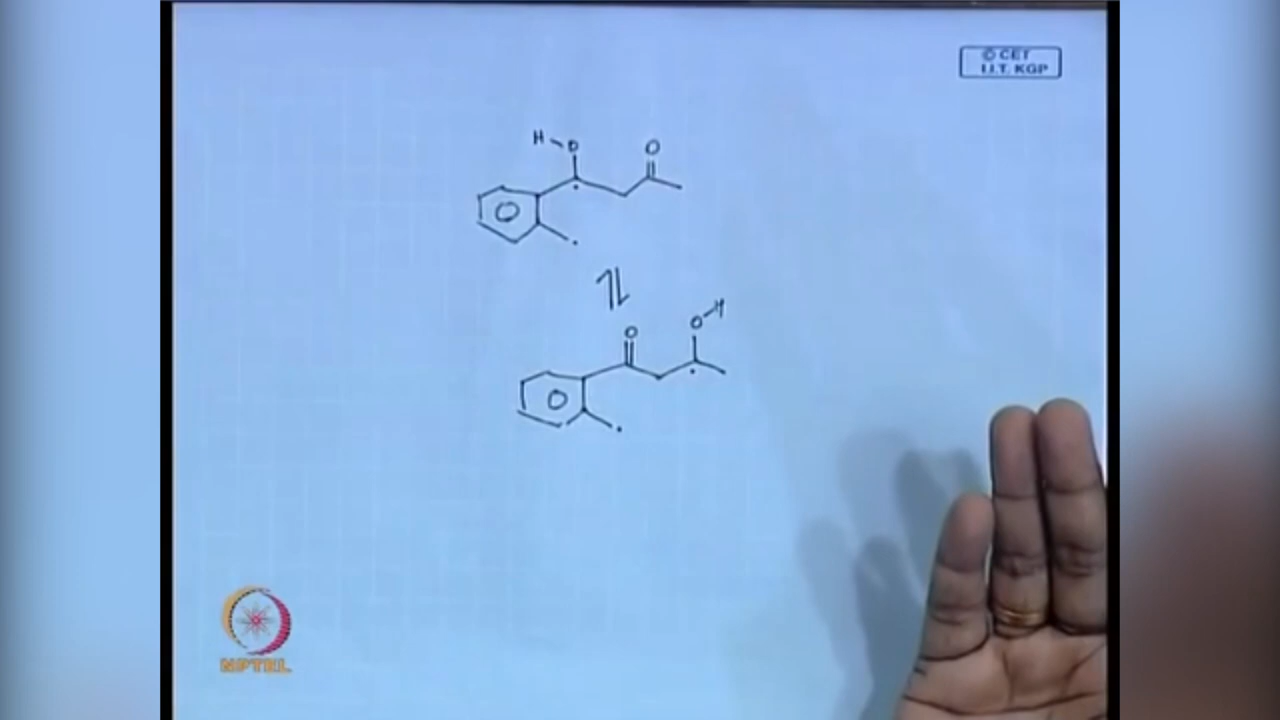 © CET
I.I.T. KGP
H O O
O
O O H
O
NPTEL